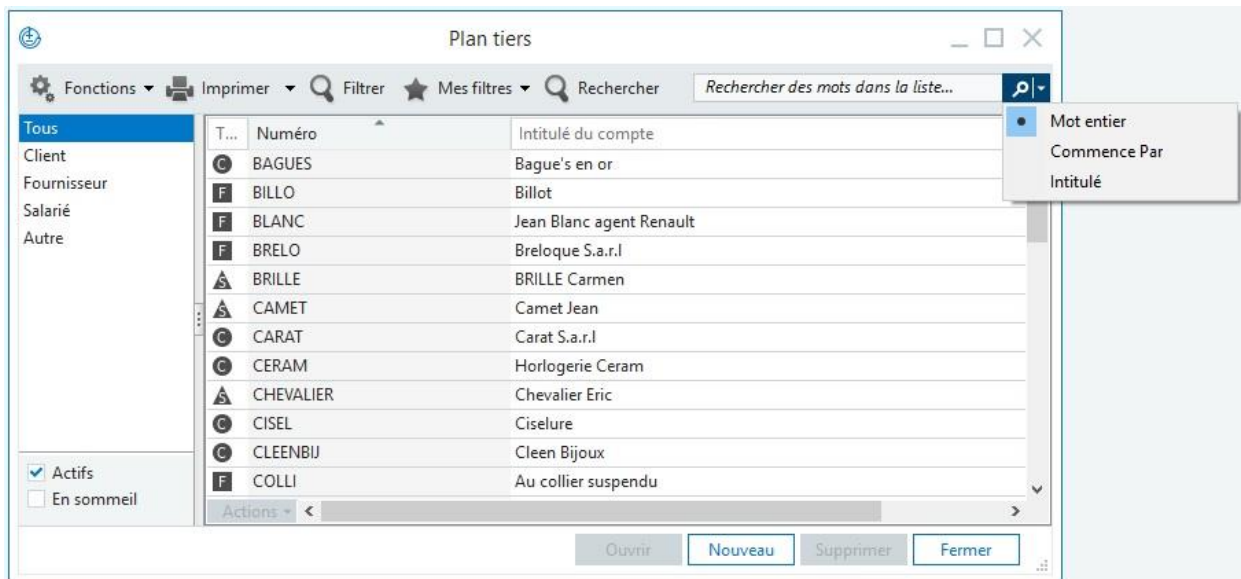 Plan tiers
Fonctions Imprimer Filtrer Mes filtres Rechercher Rechercher des mots dans la liste...
Mot entier
Commence Par
Intitulé
Tous
Client
Fournisseur
Salarié
Autre
T... Numéro Intitulé du compte
C BAGUES Bague's en or
F BILLO Billot
F BLANC Jean Blanc agent Renault
F BRELO Breloque S.a.r.l
S BRILLE BRILLE Carmen
S CAMET Camet Jean
C CARAT Carat S.a.r.l
C CERAM Horlogerie Ceram
S CHEVALIER Chevalier Eric
C CISEL Ciselure
C CLEENBIJ Cleen Bijoux
F COLLI Au collier suspendu
Actifs
En sommeil
Actions
Ouvrir Nouveau Supprimer Fermer